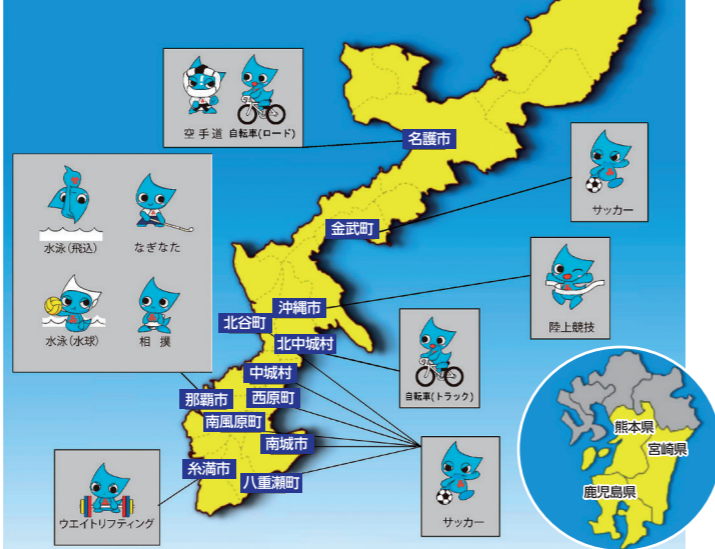 空手道 自転車(ロード)
名護市
水泳(飛込) なぎなた
サッカー
金武町
沖縄市
北谷町
北中城村
陸上競技
水泳(水球) 相撲
中城村
自転車(トラック)
那覇市 西原町
南風原町
南城市
糸満市
八重瀬町
ウエイトリフティング
サッカー
熊本県
宮崎県
鹿児島県